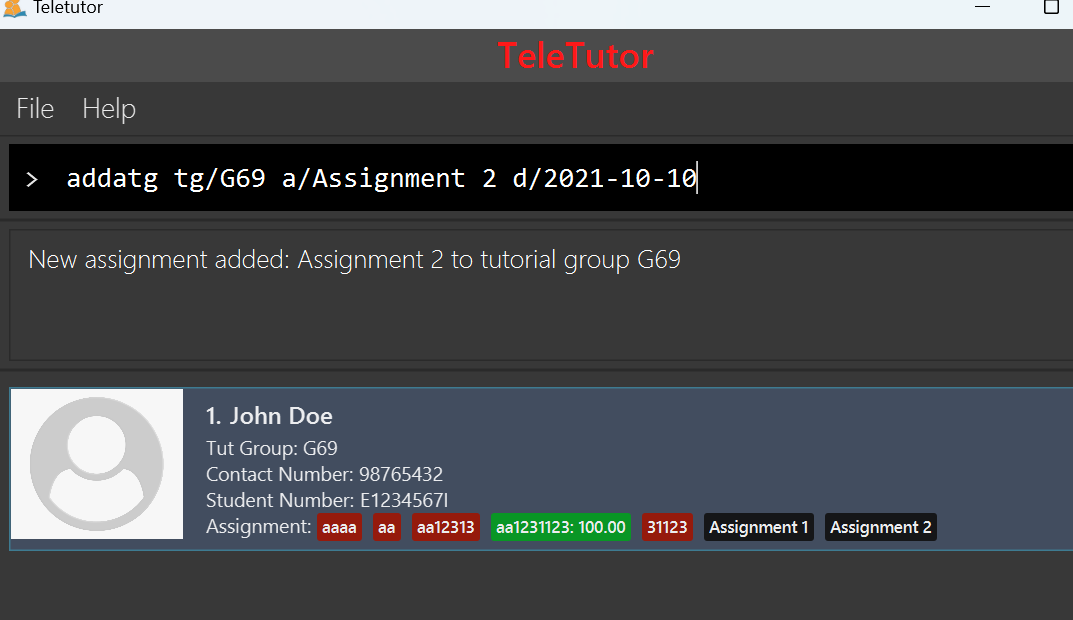 Teletutor
TeleTutor
File Help
> addatg tg/G69 a/Assignment 2 d/2021-10-10
New assignment added: Assignment 2 to tutorial group G69
1. John Doe
Tut Group: G69
Contact Number: 98765432
Student Number: E1234567I
Assignment: aaaa aa aa12313 aa1231123: 100.00 31123 Assignment 1 Assignment 2